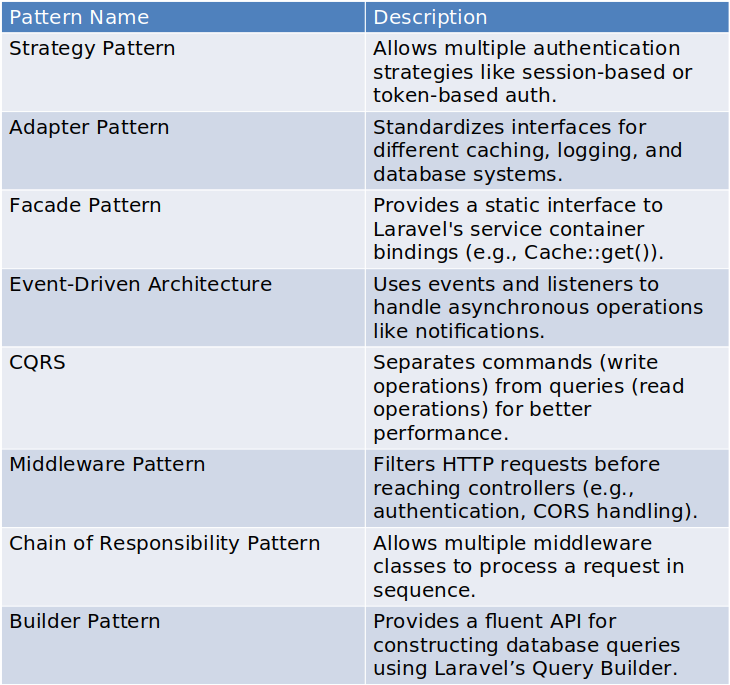 Pattern Name
Description
Strategy Pattern
Allows multiple authentication
strategies like session-based or
token-based auth.
Adapter Pattern
Standardizes interfaces for
different caching, logging, and
database systems.
Facade Pattern
Provides a static interface to
Laravel's service container
bindings (e.g., Cache::get()).
Event-Driven Architecture
Uses events and listeners to
handle asynchronous operations
like notifications.
CQRS
Separates commands (write
operations) from queries (read
operations) for better
performance.
Middleware Pattern
Filters HTTP requests before
reaching controllers (e.g.,
authentication, CORS handling).
Chain of Responsibility Pattern
Allows multiple middleware
classes to process a request in
sequence.
Builder Pattern
Provides a fluent API for
constructing database queries
using Laravel’s Query Builder.